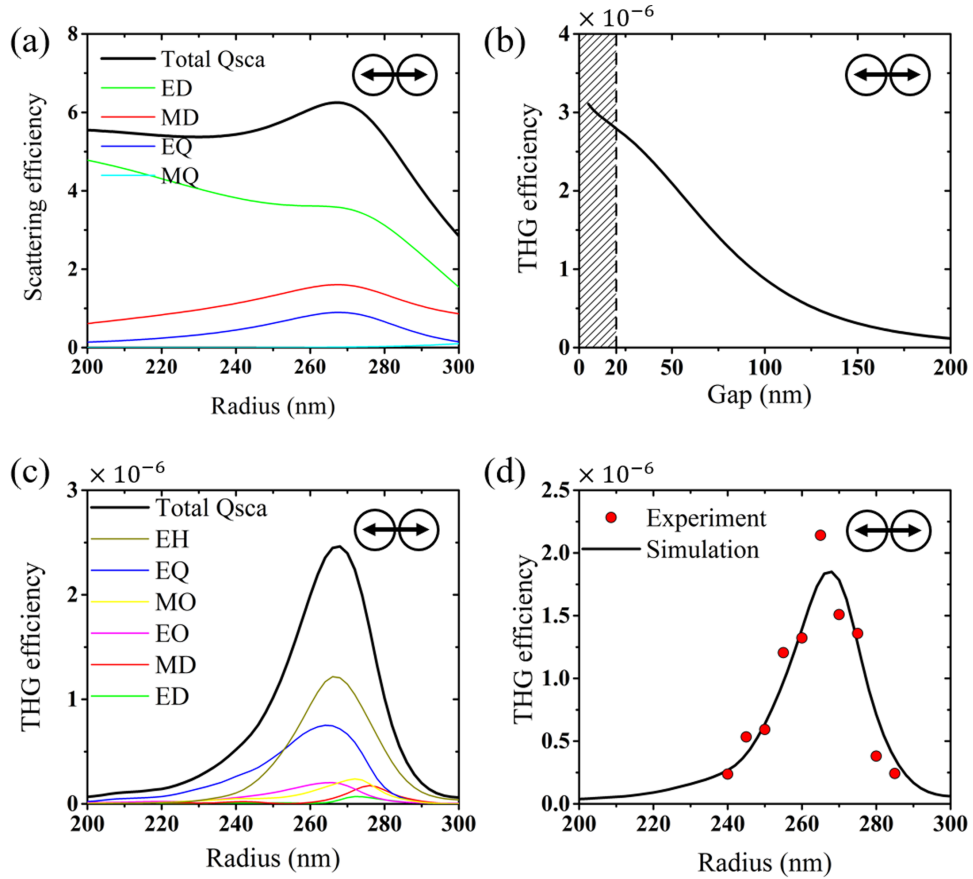 (a)
Scattering efficiency
8
6
4
2
0
Total Qsca
ED
MD
EQ
MQ
200 220 240 260 280 300
Radius (nm)
(b)
× 10⁻⁶
THG efficiency
4
3
2
1
0
0 20 50 100 150 200
Gap (nm)
(c)
× 10⁻⁶
THG efficiency
3
2
1
0
Total Qsca
EH
EQ
MO
EO
MD
ED
200 220 240 260 280 300
Radius (nm)
(d)
× 10⁻⁶
THG efficiency
2.5
2.0
1.5
1.0
0.5
0.0
Experiment
Simulation
200 220 240 260 280 300
Radius (nm)